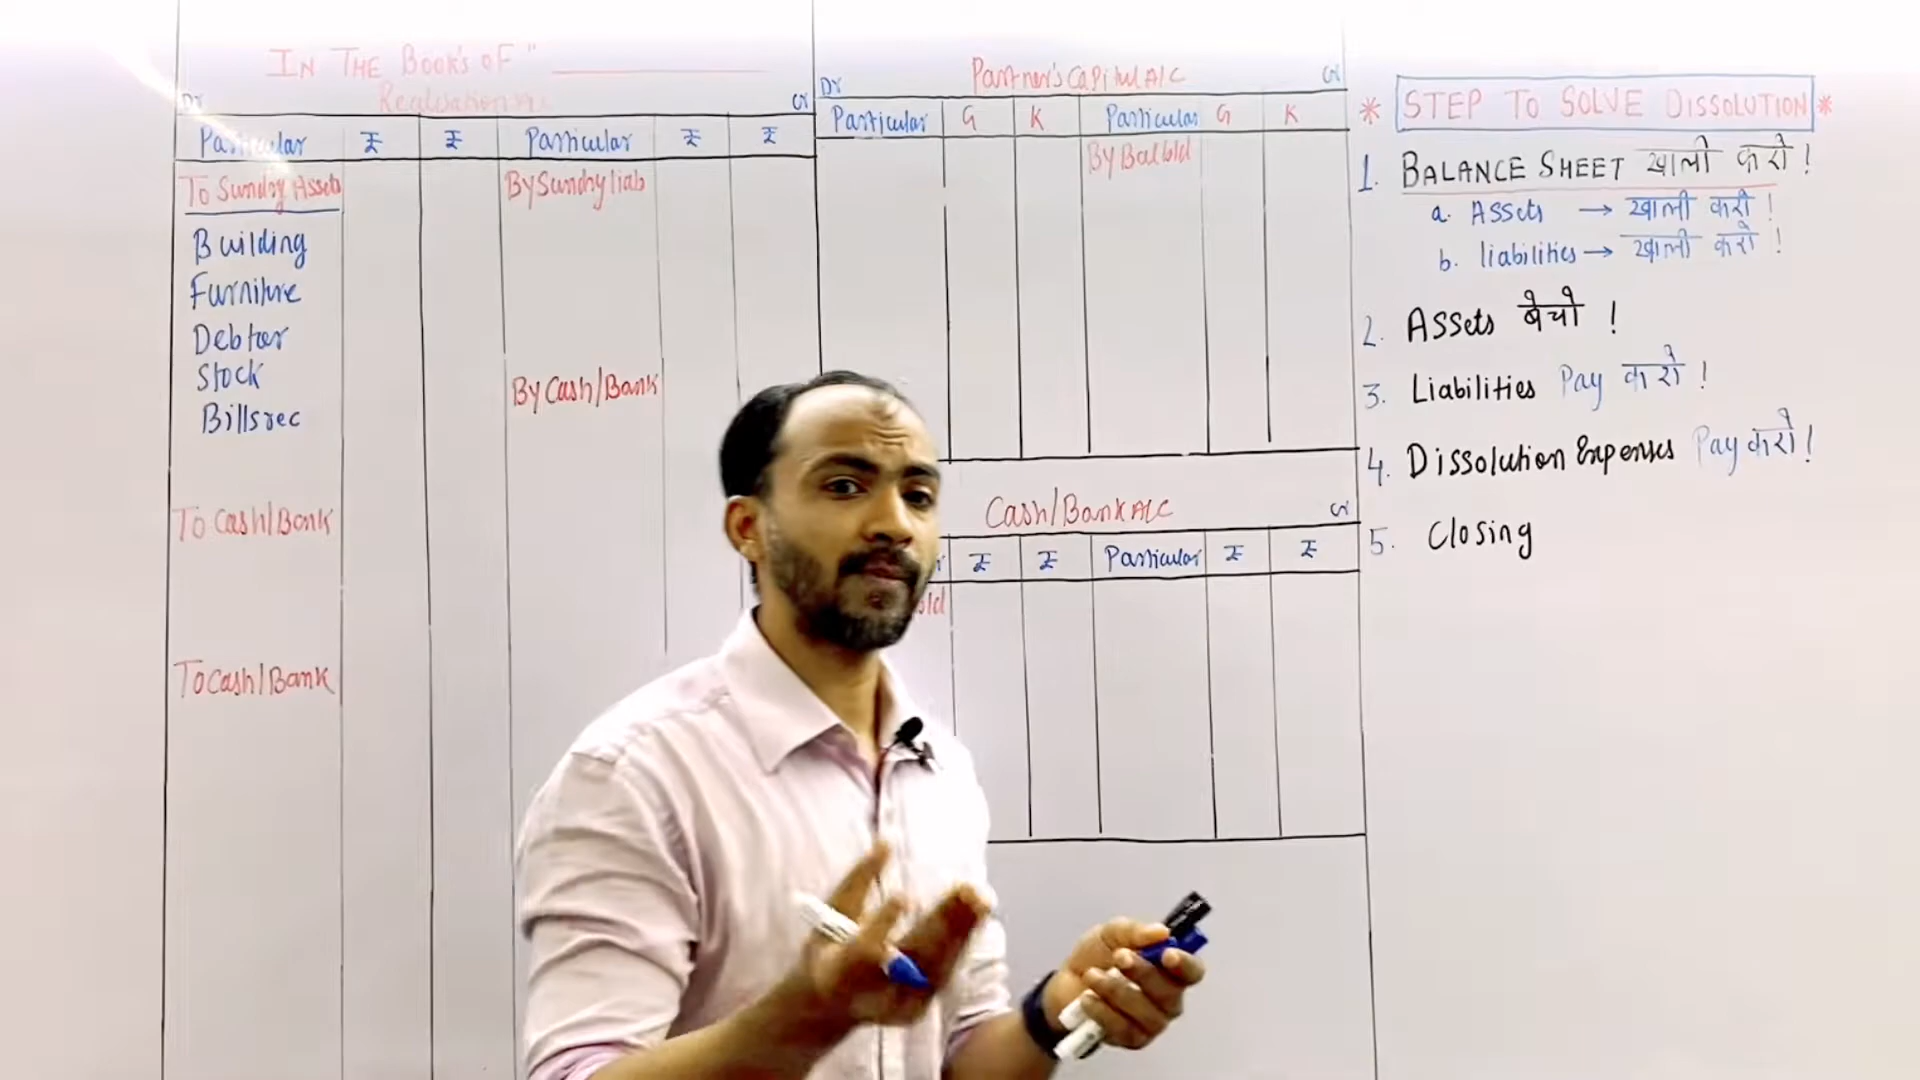 IN THE BOOK'S OF " ________
Realisation
Dr Cr
Particular ₹ ₹ Particular ₹ ₹
To Sundry Assets
Building
Furniture
Debtor
Stock
Billsrec
To Cash/Bank
To Cash/Bank
By Sundry liab
By Cash/Bank
Partner's Capital A/C
Dr Cr
Particular G K Particular G K
By Bal b/d
Cash/Bank A/C
Cr
₹ ₹ Particular ₹ ₹
b/d
* STEP TO SOLVE DISSOLUTION *
1. BALANCE SHEET खाली करो !
a. Assets → खाली करो !
b. liabilities → खाली करो !
2. Assets बेचो !
3. Liabilities Pay करो !
4. Dissolution Expenses Pay करो !
5. Closing